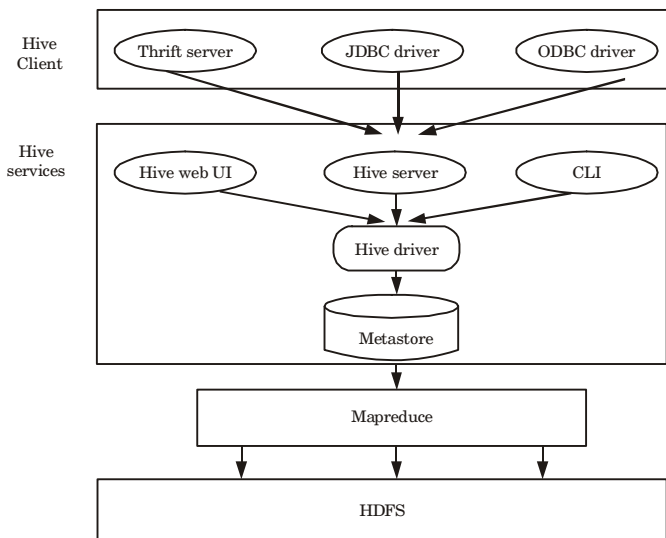 Hive
Client
Thrift server
JDBC driver
ODBC driver
Hive
services
Hive web UI
Hive server
CLI
Hive driver
Metastore
Mapreduce
HDFS